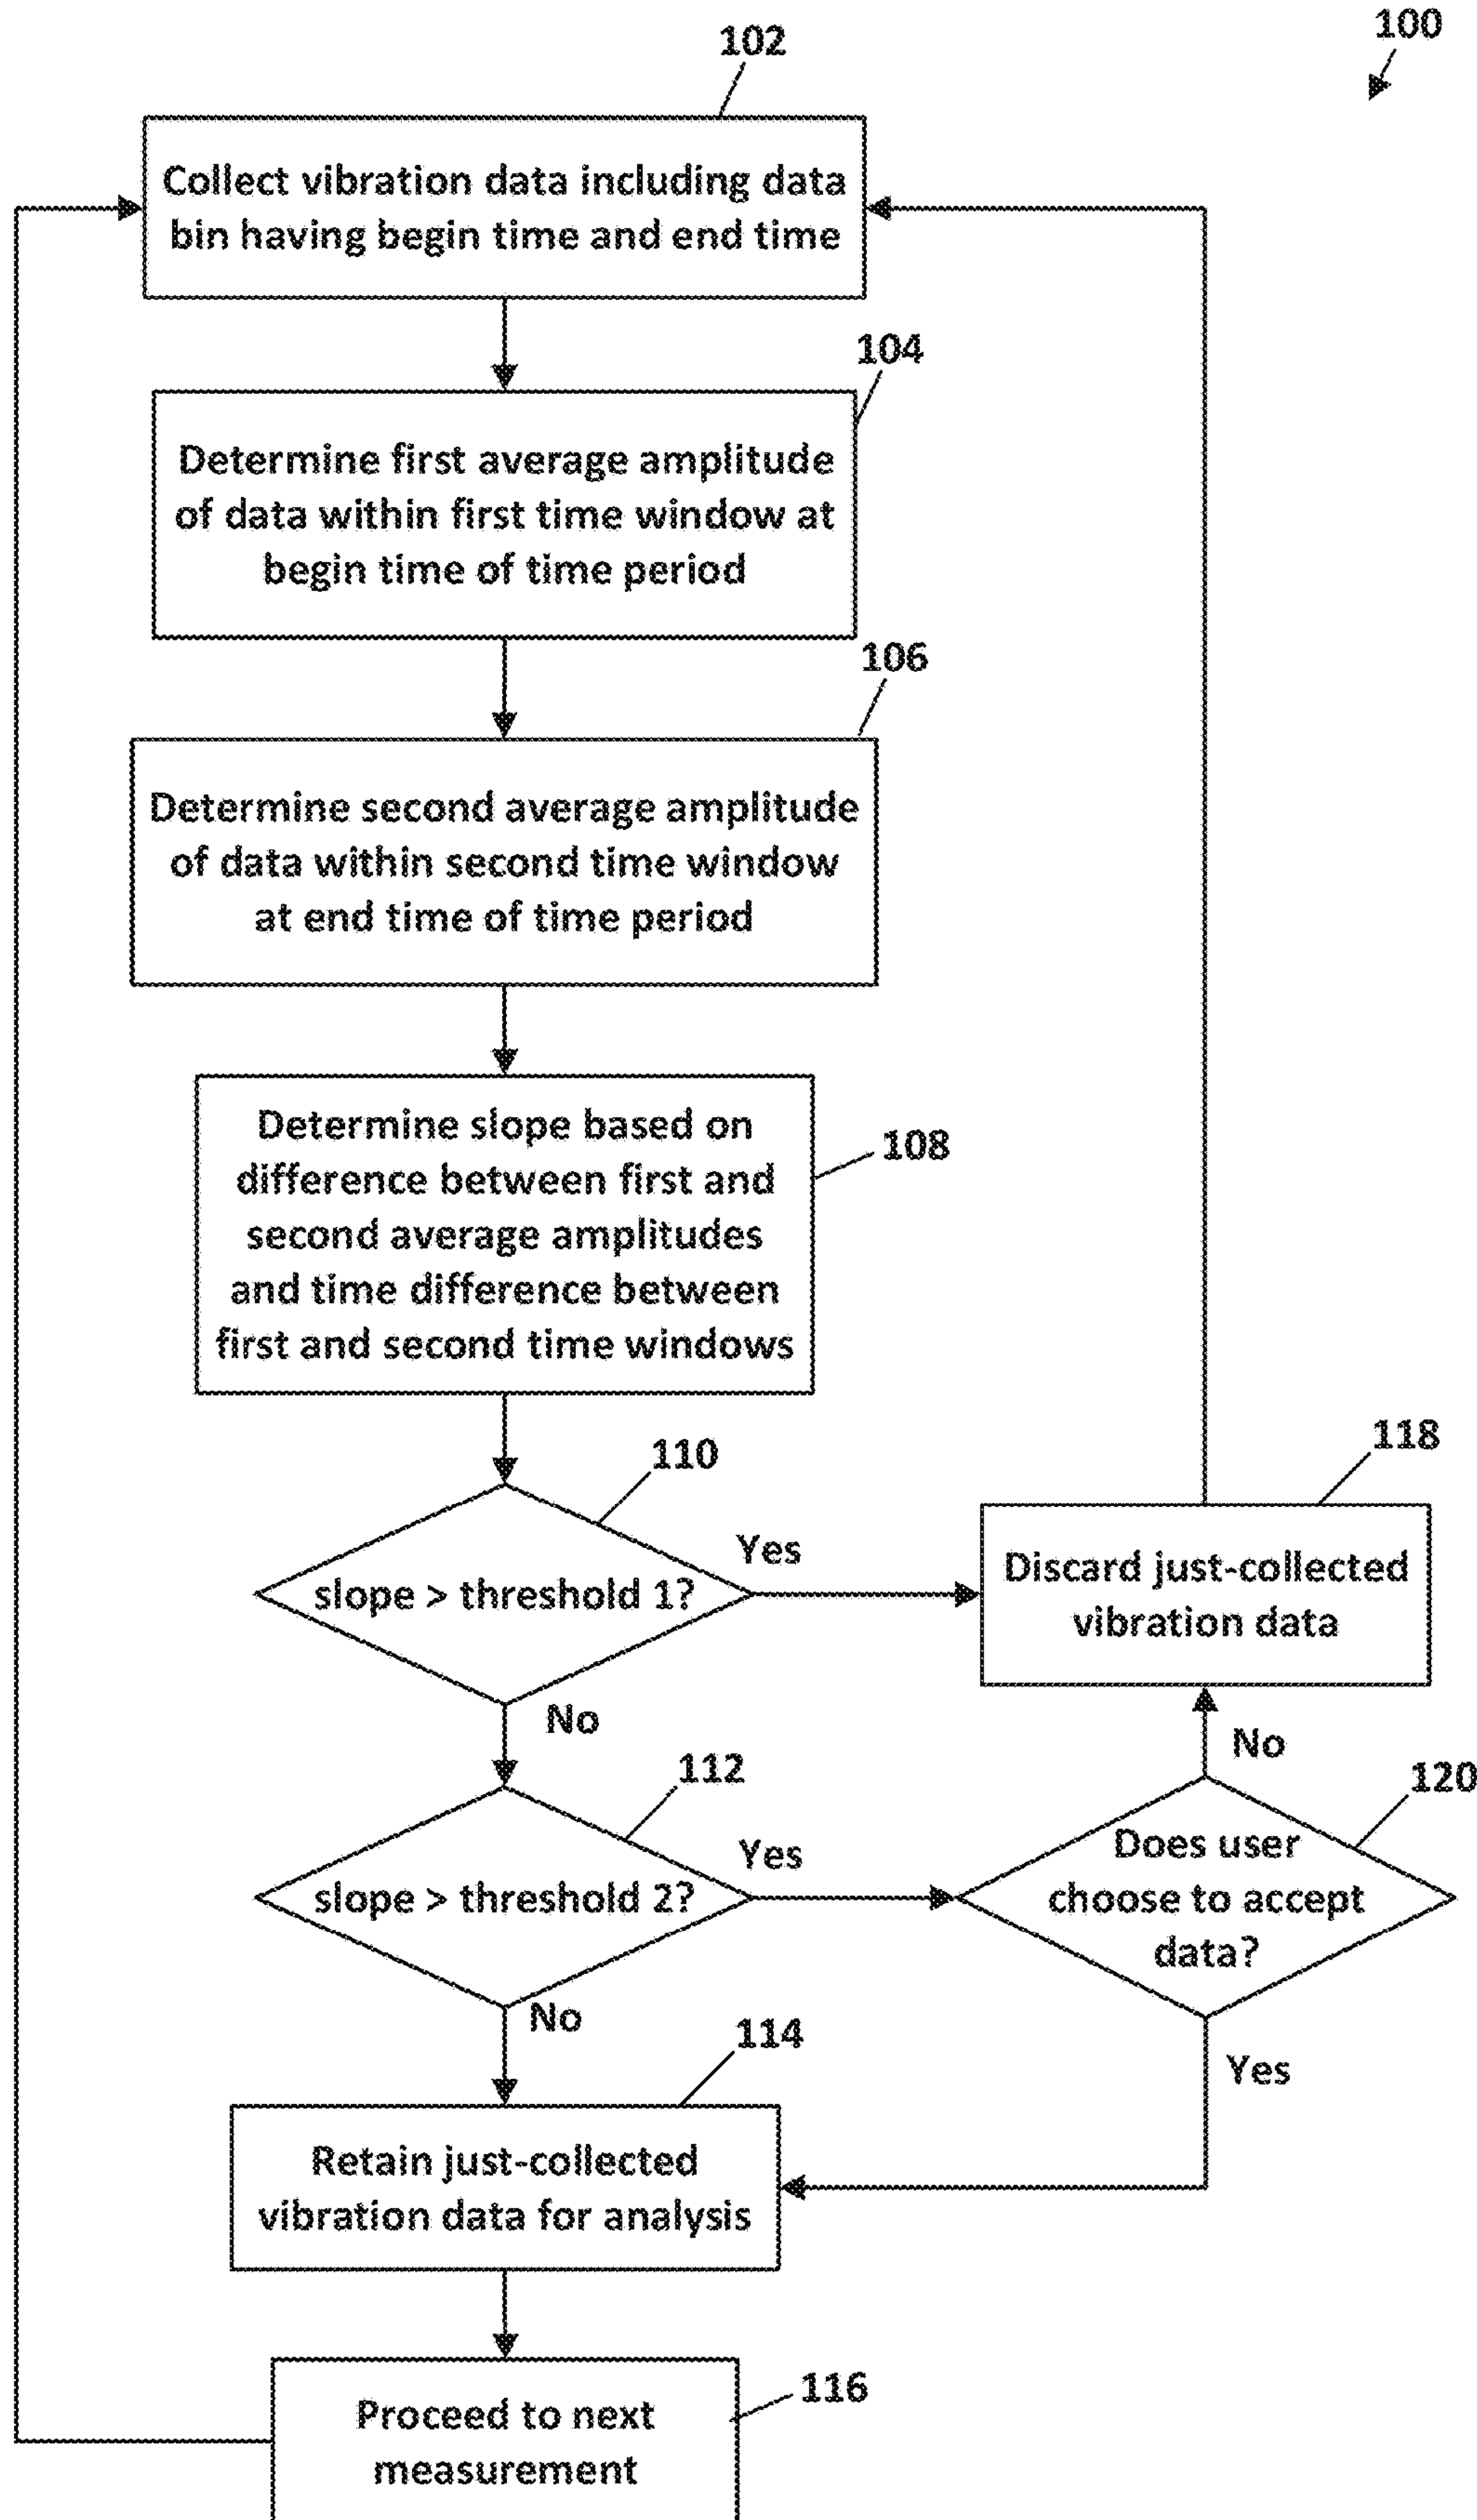 100
102
Collect vibration data including data
bin having begin time and end time
104
Determine first average amplitude
of data within first time window at
begin time of time period
106
Determine second average amplitude
of data within second time window
at end time of time period
108
Determine slope based on
difference between first and
second average amplitudes
and time difference between
first and second time windows
110
slope > threshold 1?
Yes
No
118
Discard just-collected
vibration data
112
slope > threshold 2?
Yes
No
120
Does user
choose to accept
data?
No
Yes
114
Retain just-collected
vibration data for analysis
116
Proceed to next
measurement